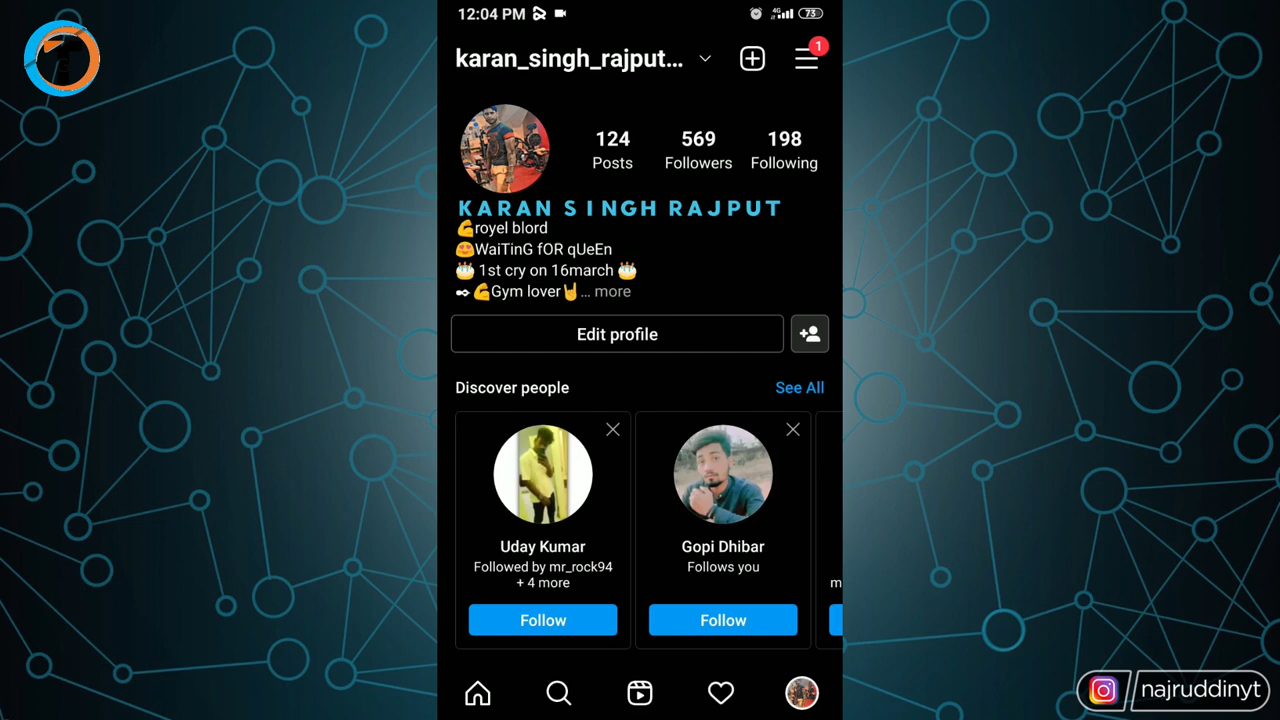 12:04 PM
4G
73
karan_singh_rajput...
1
124
Posts
569
Followers
198
Following
KARAN SINGH RAJPUT
💪royel blord
😍WaiTinG fOR qUeEn
🎂 1st cry on 16march 🎂
✒💪Gym lover🤘... more
Edit profile
Discover people
See All
Uday Kumar
Followed by mr_rock94
+ 4 more
Follow
Gopi Dhibar
Follows you
Follow
m
najruddinyt